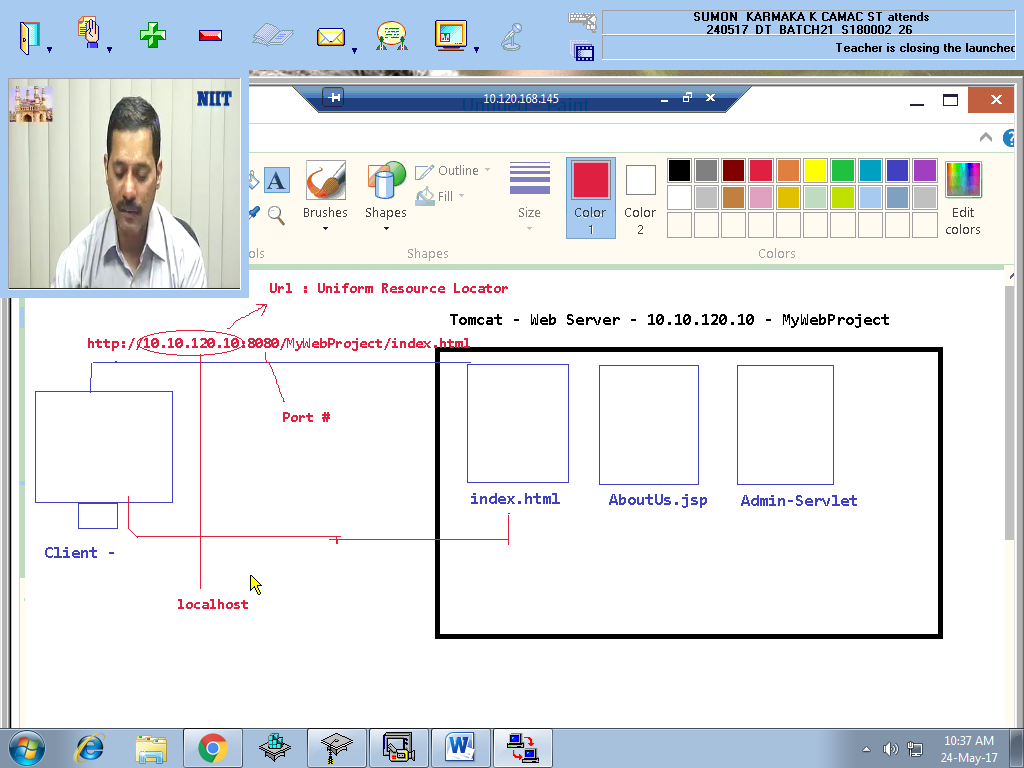 SUMON KARMAKA K CAMAC ST attends
240517 DT BATCH21 S180002 26
Teacher is closing the launched
NIIT
10.120.168.145
A
Brushes
Shapes
Outline
Fill
Size
Color
1
Color
2
Edit
colors
ols
Shapes
Colors
Url : Uniform Resource Locator
Tomcat - Web Server - 10.10.120.10 - MyWebProject
http://10.10.120.10:8080/MyWebProject/index.html
Port #
index.html
AboutUs.jsp
Admin-Servlet
Client -
localhost
10:37 AM
24-May-17